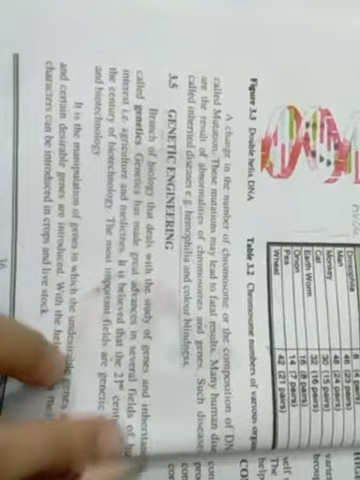 Drosophila 8 (4
Man 46 (23 pairs)
48 (24 pairs)
Monkey 30 (15 pairs)
Cat 32 (16 pairs)
Earth Worm 16 (8 pairs)
Onion 14 (7 pairs)
Pea 42 (21 pairs)
Wheat
Figure 3.3 Double helix DNA
Table 3.2 Chromosome numbers of various
A change in the number of chromosome or the composition of DN
called Mutation. These mutations may lead to fatal results. Many human dise
are the result of abnormalities of chromosomes and genes. Such diseases
called inherited diseases e.g. hemophilia and colour blindness.
3.5 GENETIC ENGINEERING
Branch of biology that deals with the study of genes and inheritance
called genetics. Genetics has made great advances in several fields of
interest i.e. agriculture and medicines. It is believed that the 21st cent
the century of biotechnology. The most important fields are genetic
and biotechnology.
It is the manipulation of genes in which the undesirable genes
and certain desirable genes are introduced. With the help
characters can be introduced in crops and live stock.
16